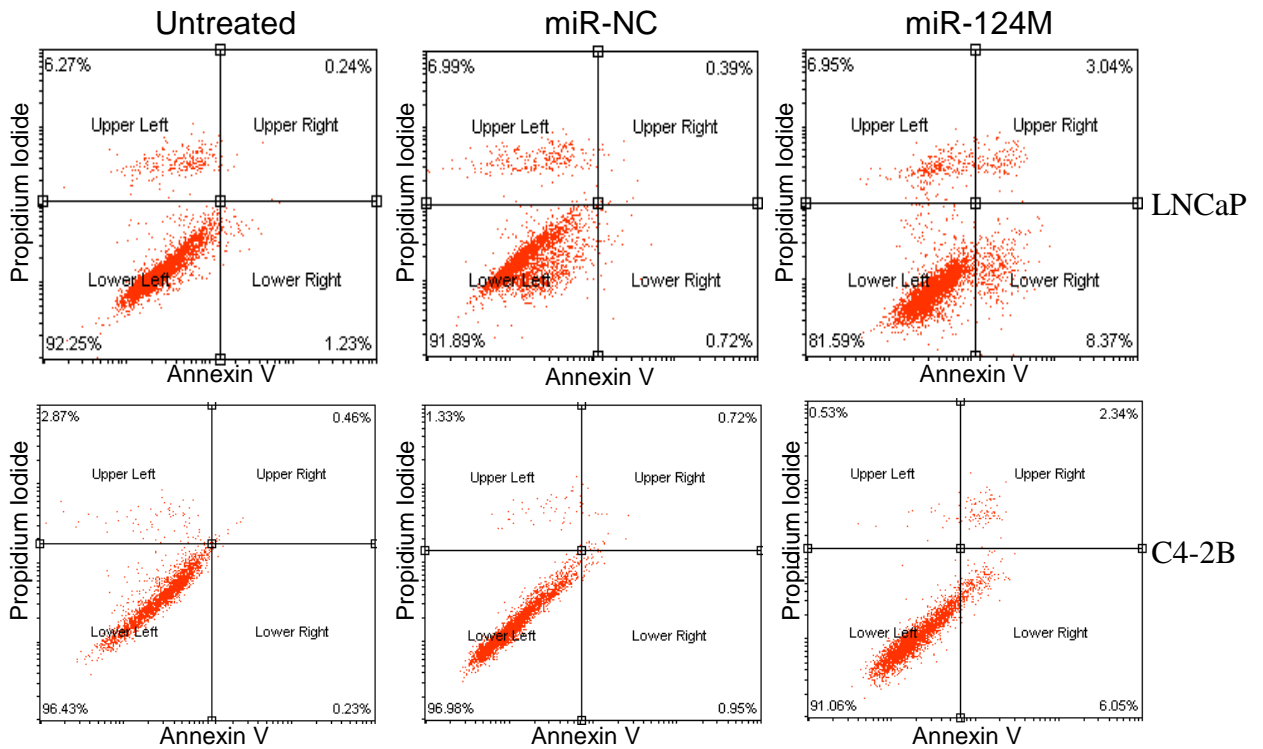 Untreated miR-NC miR-124M
6.27% 0.24%
Upper Left Upper Right
Lower Left Lower Right
92.25% 1.23%
Propidium Iodide
Annexin V
6.99% 0.39%
Upper Left Upper Right
Lower Left Lower Right
91.89% 0.72%
Propidium Iodide
Annexin V
6.95% 3.04%
Upper Left Upper Right
Lower Left Lower Right
81.59% 8.37%
Propidium Iodide
Annexin V
LNCaP
2.87% 0.46%
Upper Left Upper Right
Lower Left Lower Right
96.43% 0.23%
Propidium Iodide
Annexin V
1.33% 0.72%
Upper Left Upper Right
Lower Left Lower Right
96.98% 0.95%
Propidium Iodide
Annexin V
0.53% 2.34%
Upper Left Upper Right
Lower Left Lower Right
91.06% 6.05%
Propidium Iodide
Annexin V
C4-2B